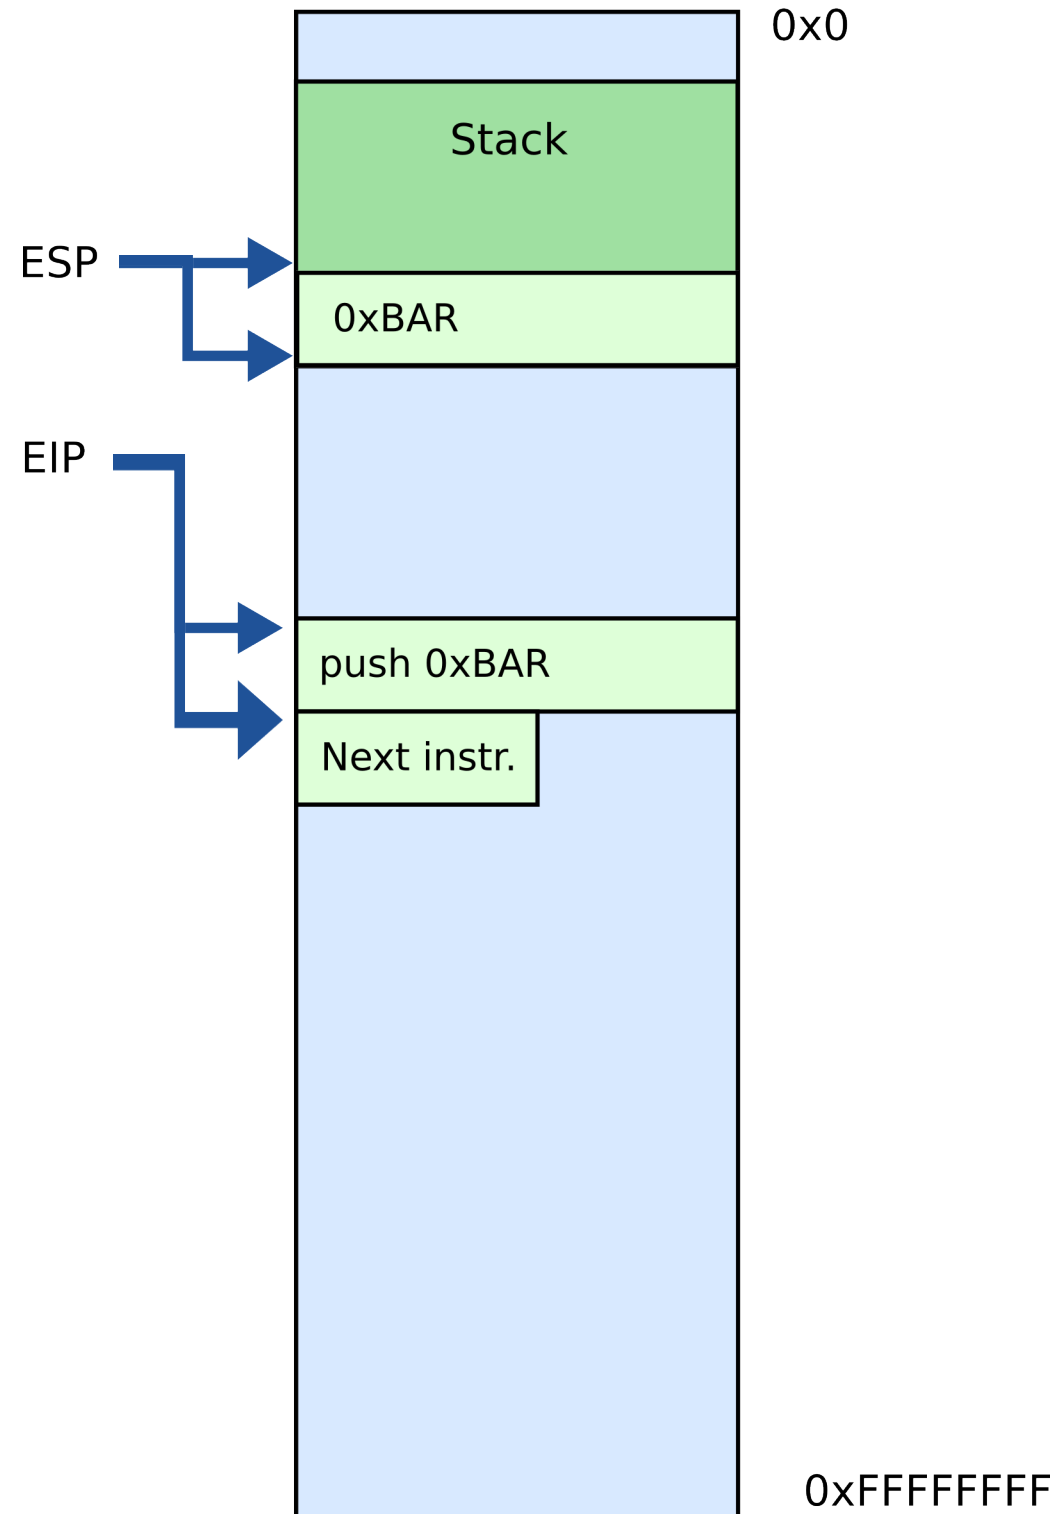 0x0
Stack
ESP
0xBAR
EIP
push 0xBAR
Next instr.
0xFFFFFFFF